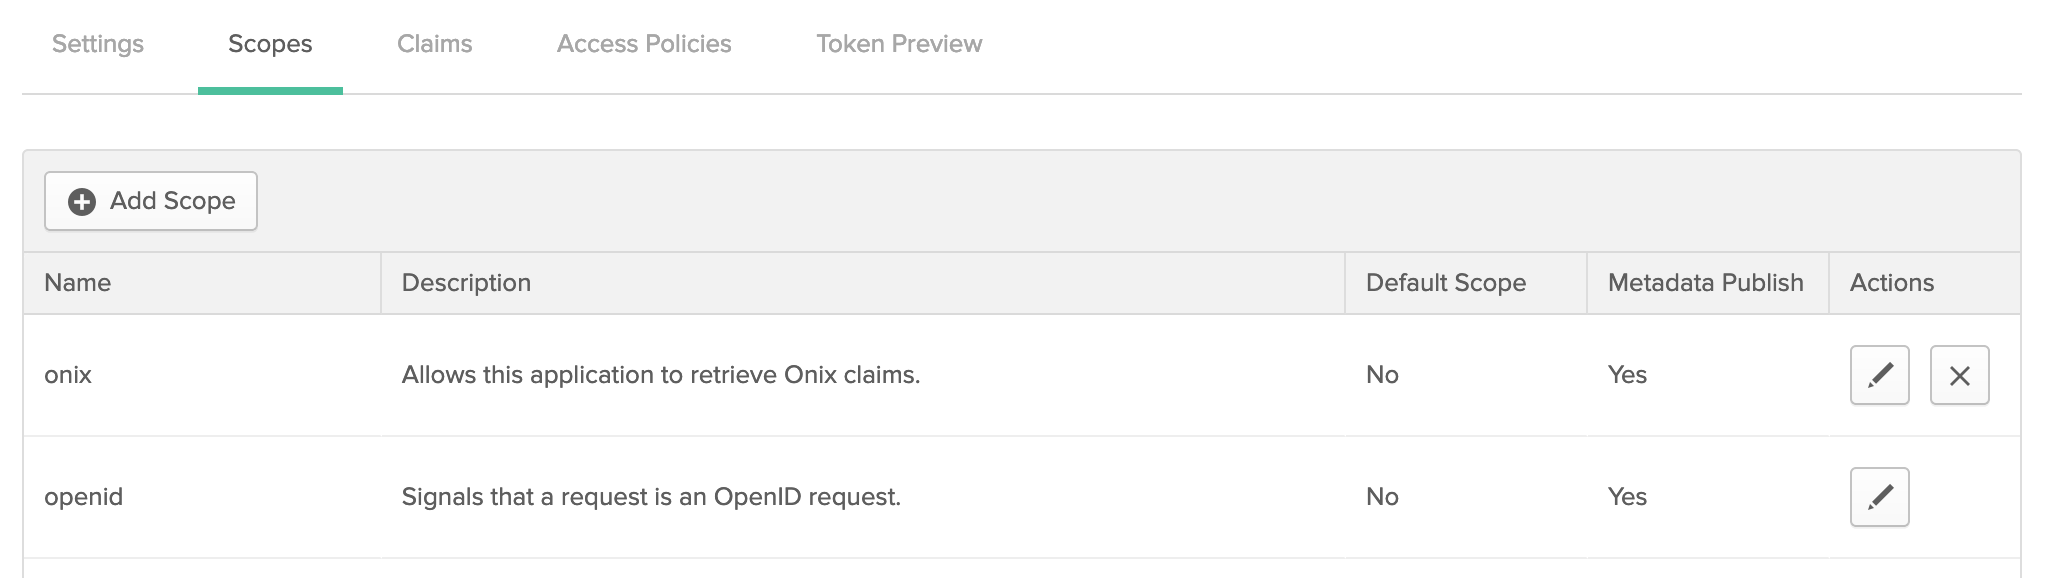 Settings Scopes Claims Access Policies Token Preview
Add Scope
Name Description Default Scope Metadata Publish Actions
onix Allows this application to retrieve Onix claims. No Yes
openid Signals that a request is an OpenID request. No Yes